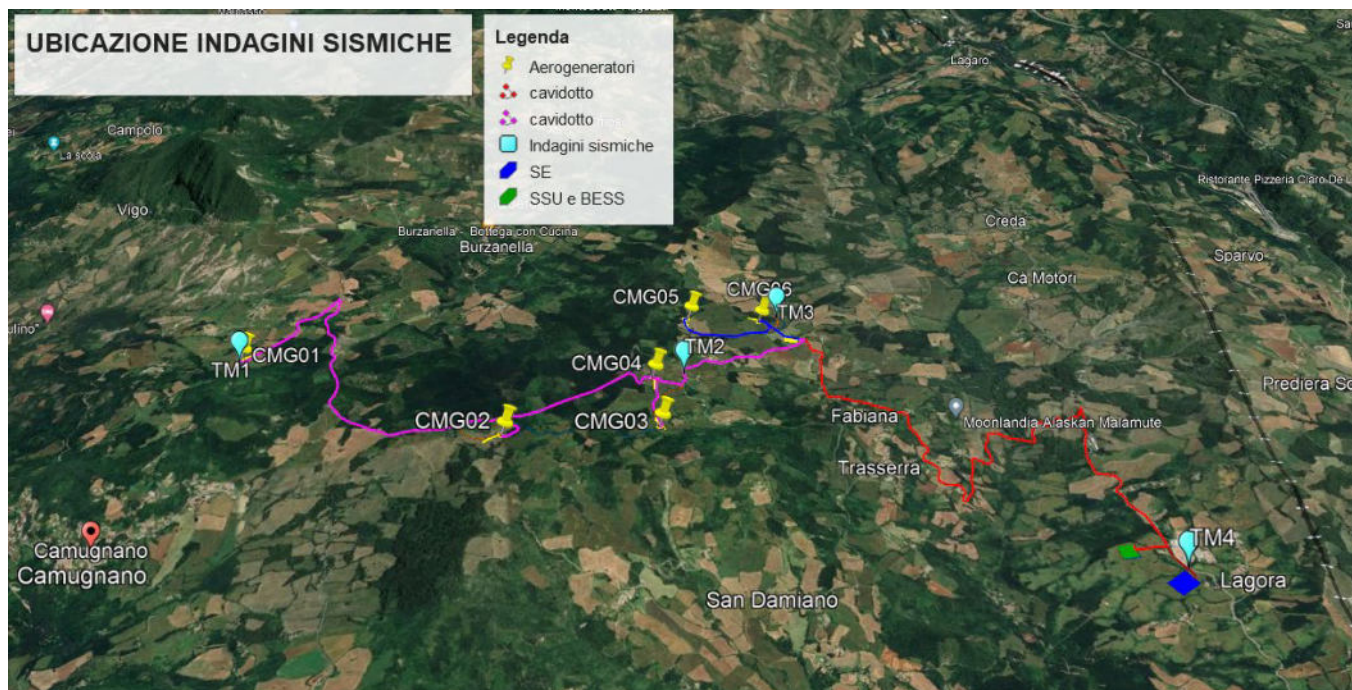 UBICAZIONE INDAGINI SISMICHE
Legenda
Aerogeneratori
cavidotto
cavidotto
Indagini sismiche
SE
SSU e BESS
Lagaro
Campolo
La scola
Vigo
Ristorante Pizzeria Ciaro De L
Burzanella - Bottega con Cucina
Burzanella
Creda
Sparvo
Ca Motori
CMG05
CMG06
TM3
ulino"
TM1
CMG01
TM2
CMG04
Prediera So
CMG02
CMG03
Fabiana
Moonlandia Alaskan Malamute
Trasserra
TM4
Camugnano
Camugnano
Lagora
San Damiano